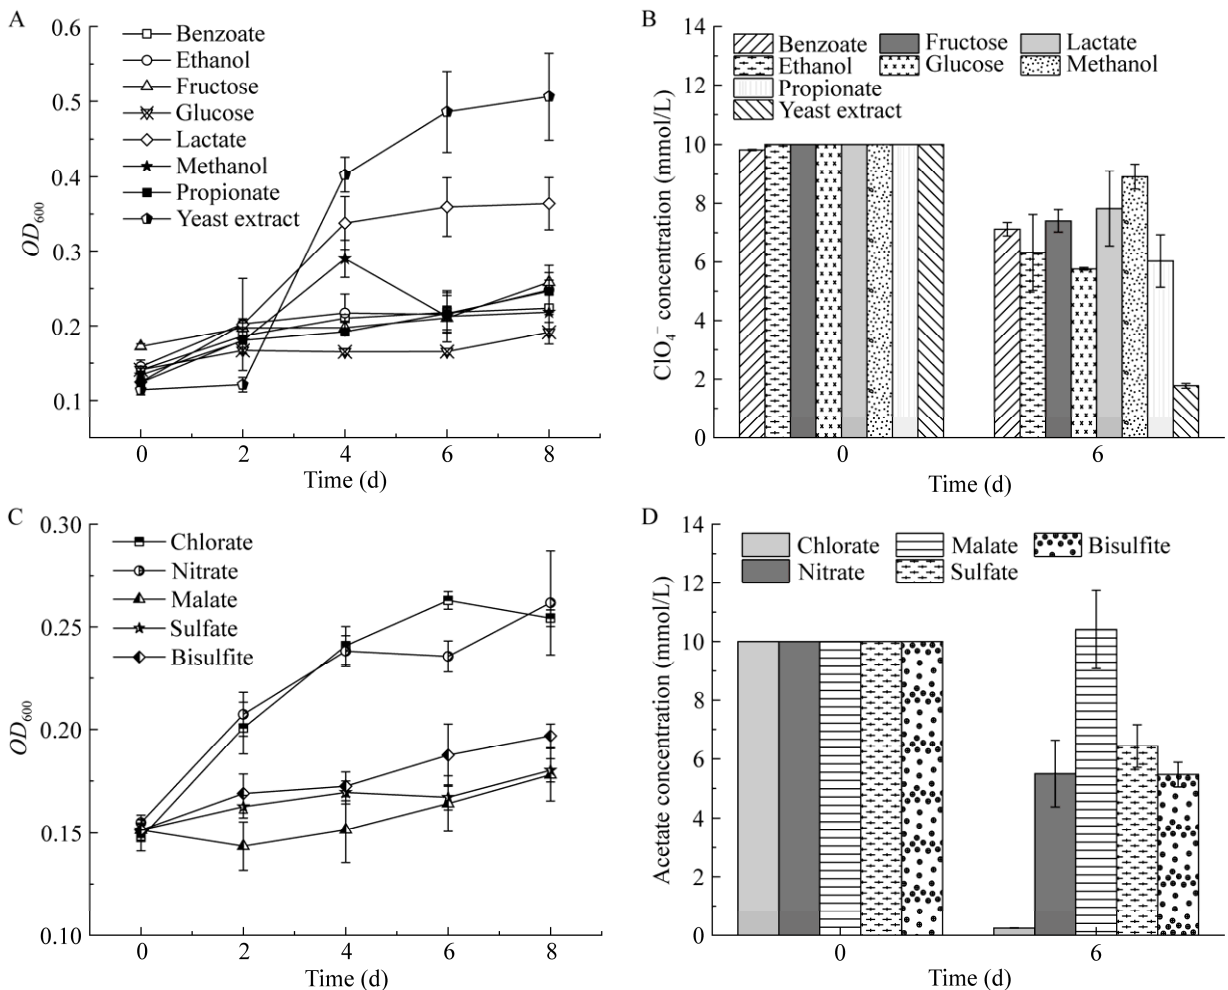 A
0.6
0.5
0.4
0.3
0.2
0.1
OD600
Benzoate
Ethanol
Fructose
Glucose
Lactate
Methanol
Propionate
Yeast extract
0 2 4 6 8
Time (d)
B
14
12
10
8
6
4
2
0
ClO4− concentration (mmol/L)
Benzoate Fructose Lactate
Ethanol Glucose Methanol
Propionate
Yeast extract
0 6
Time (d)
C
0.30
0.25
0.20
0.15
0.10
OD600
Chlorate
Nitrate
Malate
Sulfate
Bisulfite
0 2 4 6 8
Time (d)
D
14
12
10
8
6
4
2
0
Acetate concentration (mmol/L)
Chlorate Malate Bisulfite
Nitrate Sulfate
0 6
Time (d)